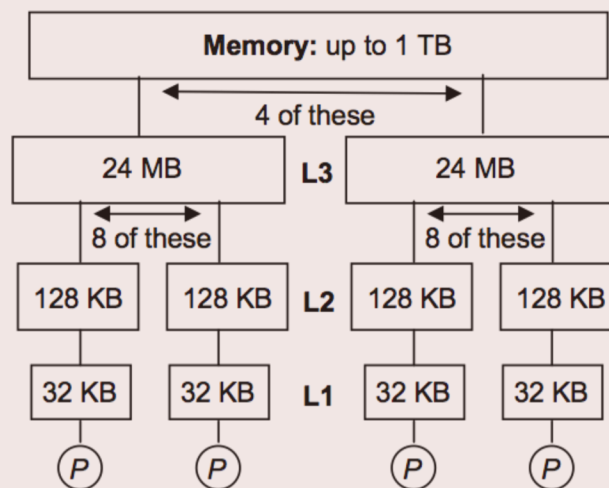 Memory: up to 1 TB
4 of these
24 MB L3 24 MB
8 of these 8 of these
128 KB 128 KB L2 128 KB 128 KB
32 KB 32 KB L1 32 KB 32 KB
P P P P